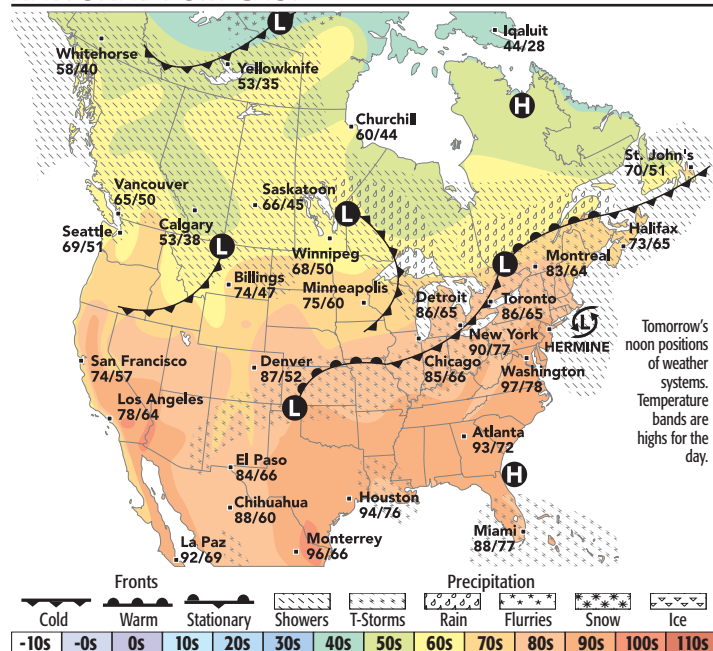 L
Iqaluit
44/28
Whitehorse
58/40
Yellowknife
53/35
H
Churchill
60/44
St. John's
70/51
Vancouver
65/50
Saskatoon
66/45
L
Seattle
69/51
Calgary
53/38
L
Winnipeg
68/50
Halifax
73/65
Billings
74/47
Minneapolis
75/60
L
Montreal
83/64
Detroit
86/65
Toronto
86/65
L
HERMINE
New York
90/77
San Francisco
74/57
Denver
87/52
Chicago
85/66
Washington
97/78
Tomorrow's
noon positions
of weather
systems.
Temperature
bands are
highs for the
day.
Los Angeles
78/64
L
Atlanta
93/72
El Paso
84/66
H
Chihuahua
88/60
Houston
94/76
La Paz
92/69
Monterrey
96/66
Miami
88/77
Fronts
Precipitation
Cold Warm Stationary Showers T-Storms Rain Flurries Snow Ice
-10s -0s 0s 10s 20s 30s 40s 50s 60s 70s 80s 90s 100s 110s